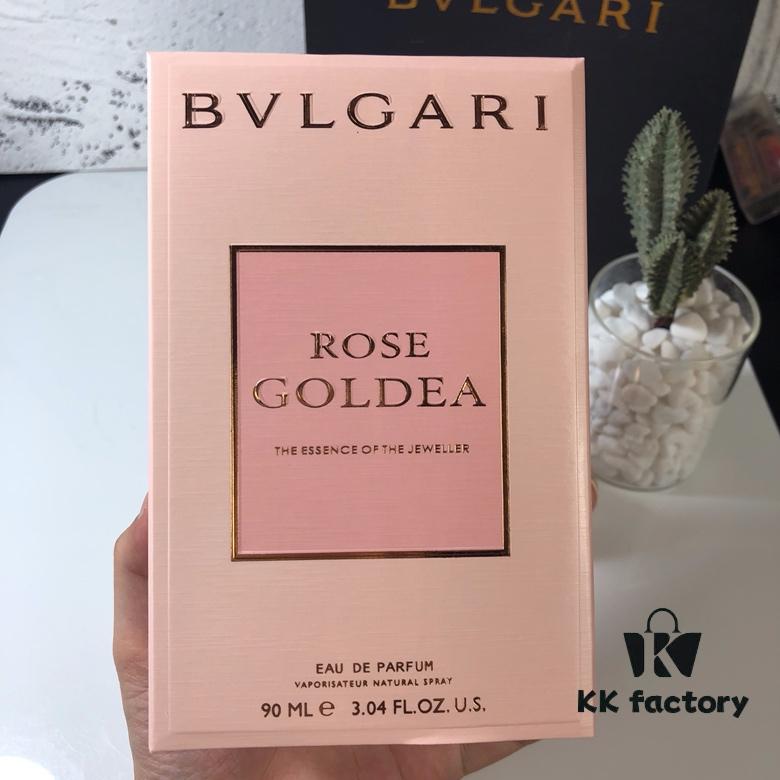 BVLGARI
BVLGARI
ROSE
GOLDEA
THE ESSENCE OF THE JEWELLER
EAU DE PARFUM
VAPORISATEUR NATURAL SPRAY
90 ML e 3.04 FL.OZ. U.S.
K
KK factory